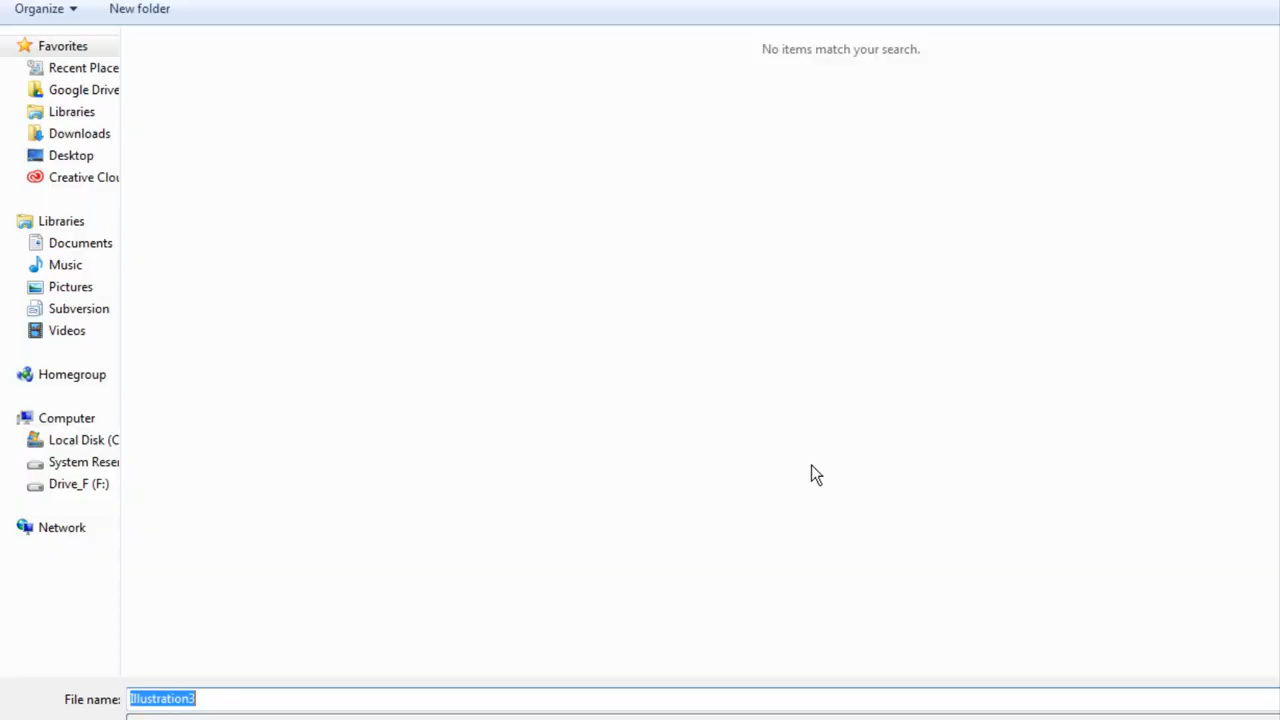 Organize New folder
Favorites
No items match your search.
Recent Place
Google Drive
Libraries
Downloads
Desktop
Creative Clou
Libraries
Documents
Music
Pictures
Subversion
Videos
Homegroup
Computer
Local Disk (C
System Rese
Drive_F (F:)
Network
File name: Illustration3